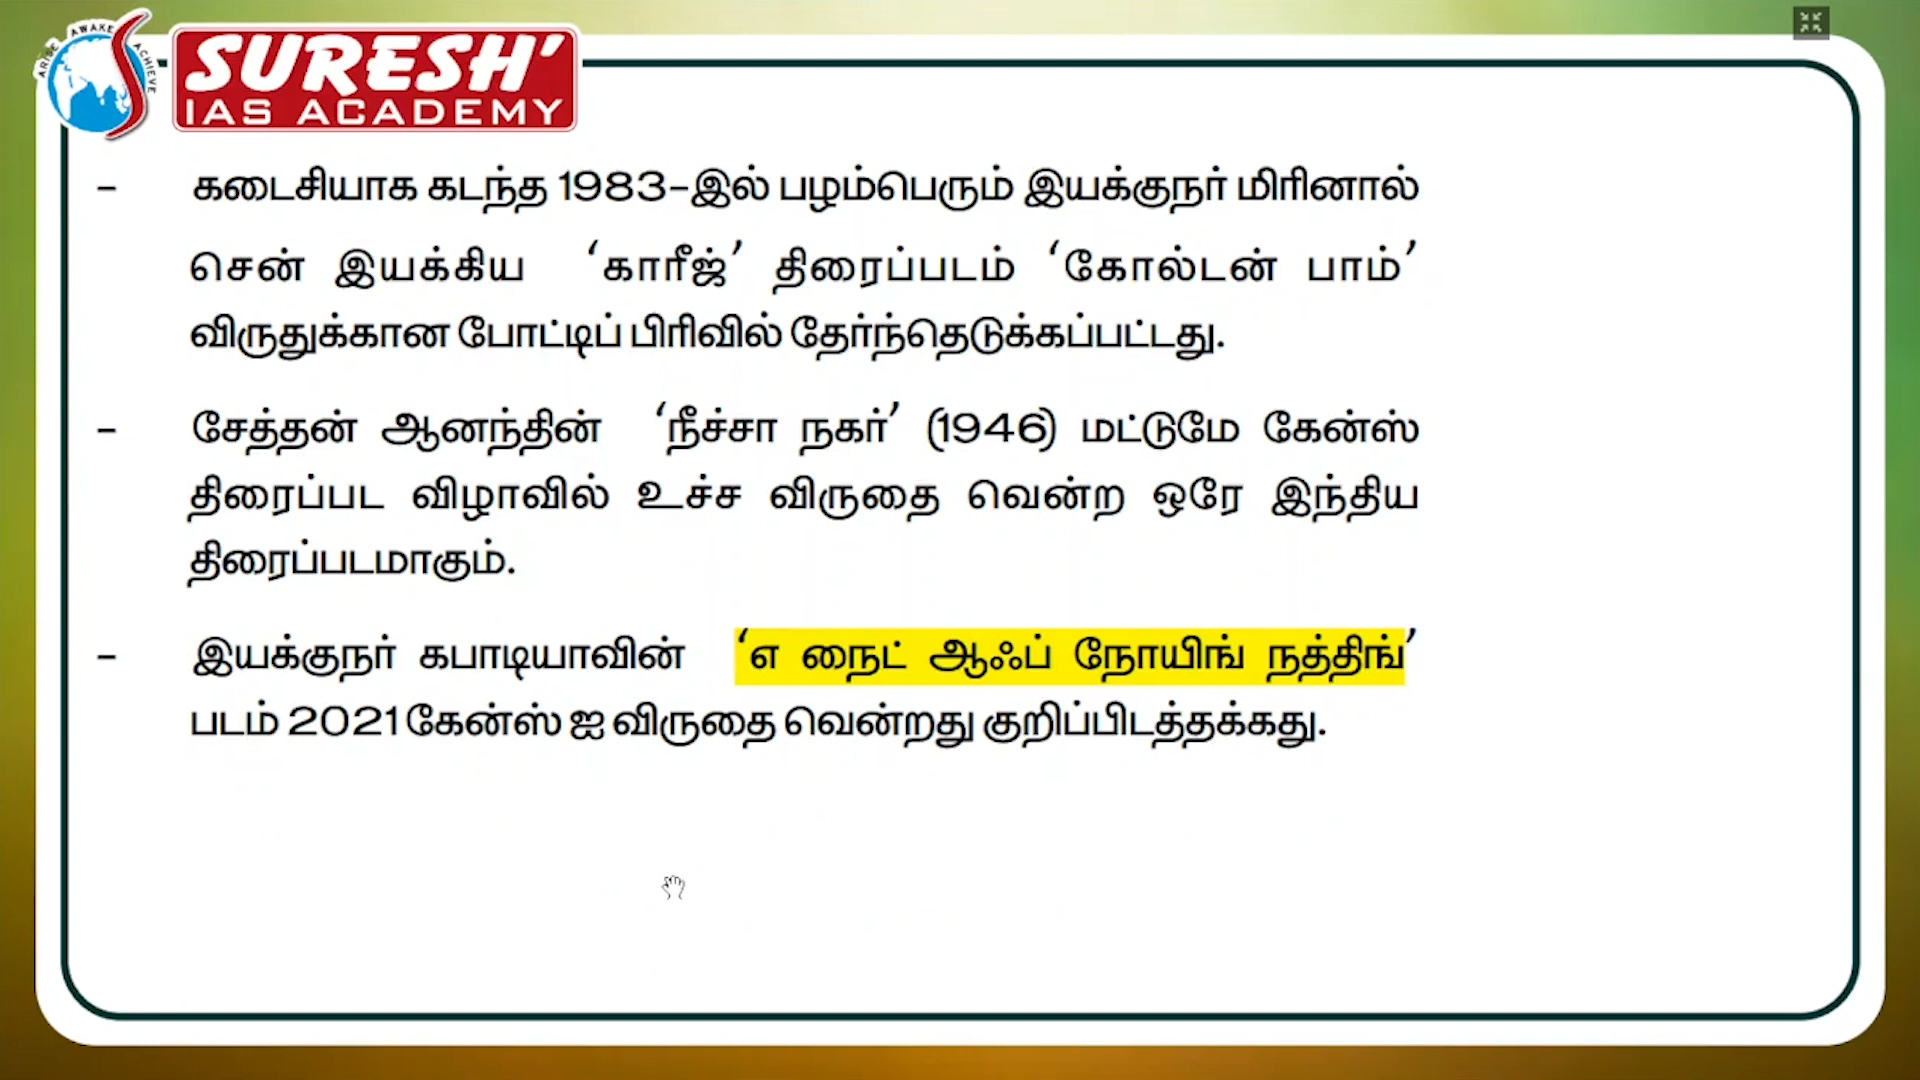 ARISE AWAKE ACHIEVE
SURESH'
IAS ACADEMY
- கடைசியாக கடந்த 1983-இல் பழம்பெரும் இயக்குநர் மிரினால்
சென் இயக்கிய ‘காரீஜ்’ திரைப்படம் ‘கோல்டன் பாம்’
விருதுக்கான போட்டிப் பிரிவில் தேர்ந்தெடுக்கப்பட்டது.
- சேத்தன் ஆனந்தின் ‘நீச்சா நகர்’ (1946) மட்டுமே கேன்ஸ்
திரைப்பட விழாவில் உச்ச விருதை வென்ற ஒரே இந்திய
திரைப்படமாகும்.
- இயக்குநர் கபாடியாவின் ‘எ நைட் ஆஃப் நோயிங் நத்திங்’
படம் 2021 கேன்ஸ் ஐ விருதை வென்றது குறிப்பிடத்தக்கது.